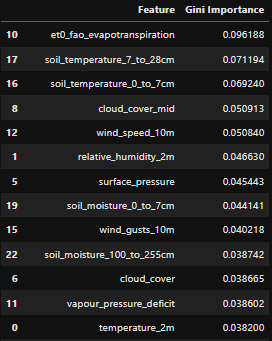 Feature Gini Importance
10 et0_fao_evapotranspiration 0.096188
17 soil_temperature_7_to_28cm 0.071194
16 soil_temperature_0_to_7cm 0.069240
8 cloud_cover_mid 0.050913
12 wind_speed_10m 0.050840
1 relative_humidity_2m 0.046630
5 surface_pressure 0.045443
19 soil_moisture_0_to_7cm 0.044141
15 wind_gusts_10m 0.040218
22 soil_moisture_100_to_255cm 0.038742
6 cloud_cover 0.038665
11 vapour_pressure_deficit 0.038602
0 temperature_2m 0.038200